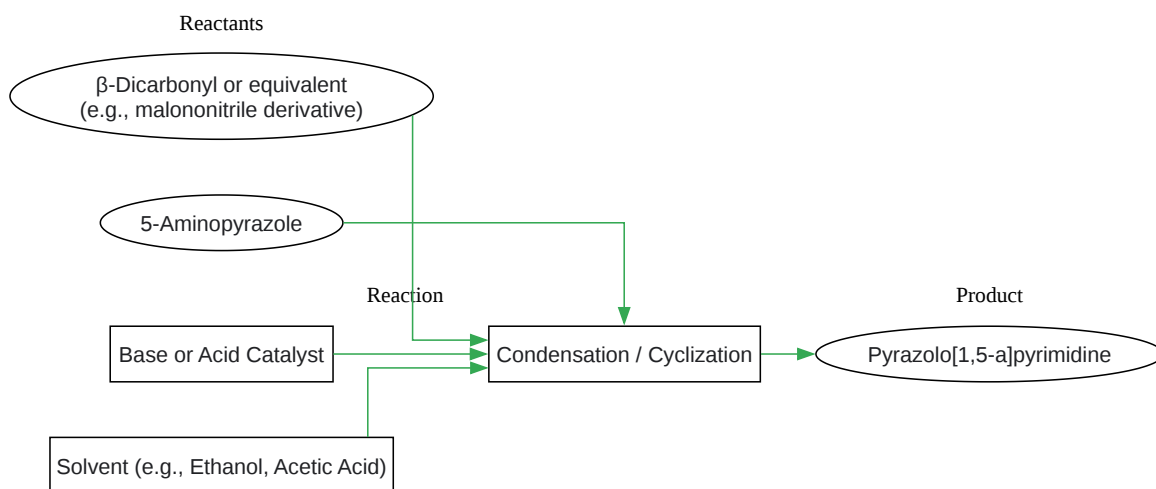 Reactants
β-Dicarbonyl or equivalent
(e.g., malononitrile derivative)
5-Aminopyrazole
Reaction
Product
Base or Acid Catalyst
Condensation / Cyclization
Pyrazolo[1,5-a]pyrimidine
Solvent (e.g., Ethanol, Acetic Acid)